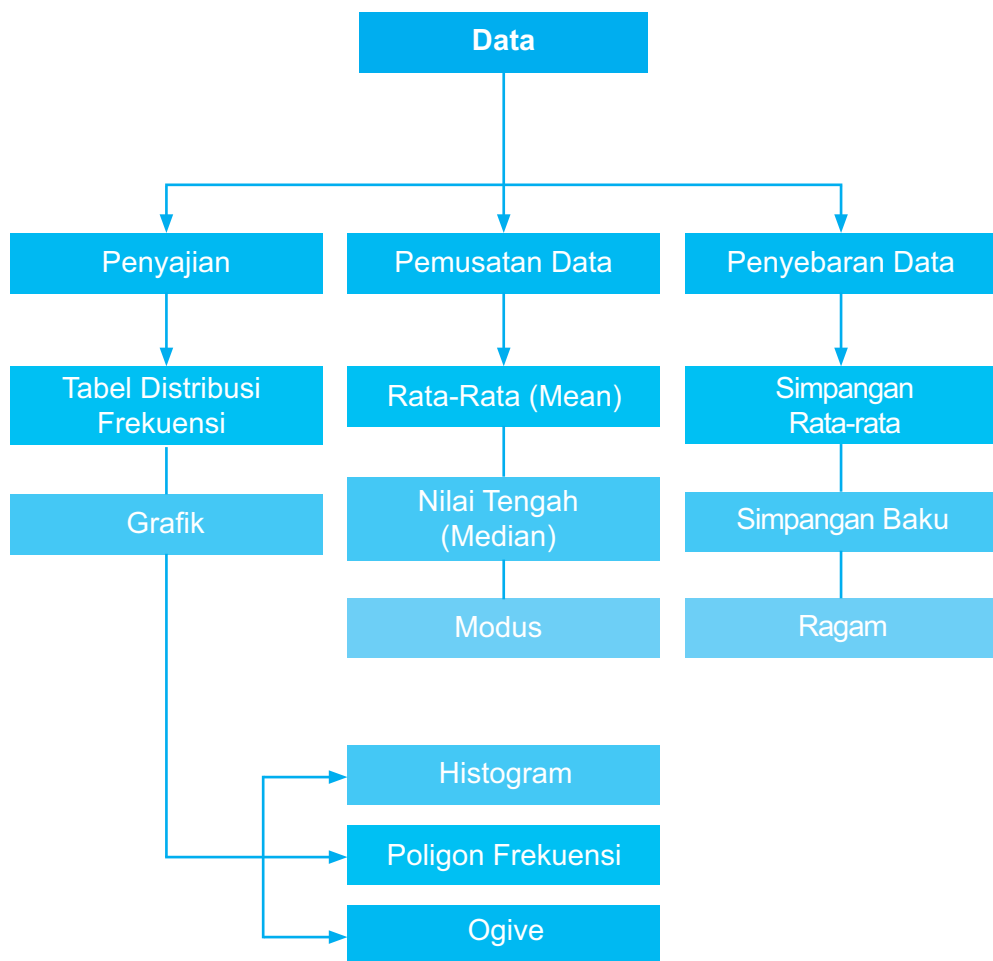 Data
Penyajian
Pemusatan Data
Penyebaran Data
Tabel Distribusi
Frekuensi
Rata-Rata (Mean)
Simpangan
Rata-rata
Grafik
Nilai Tengah
(Median)
Simpangan Baku
Modus
Ragam
Histogram
Poligon Frekuensi
Ogive